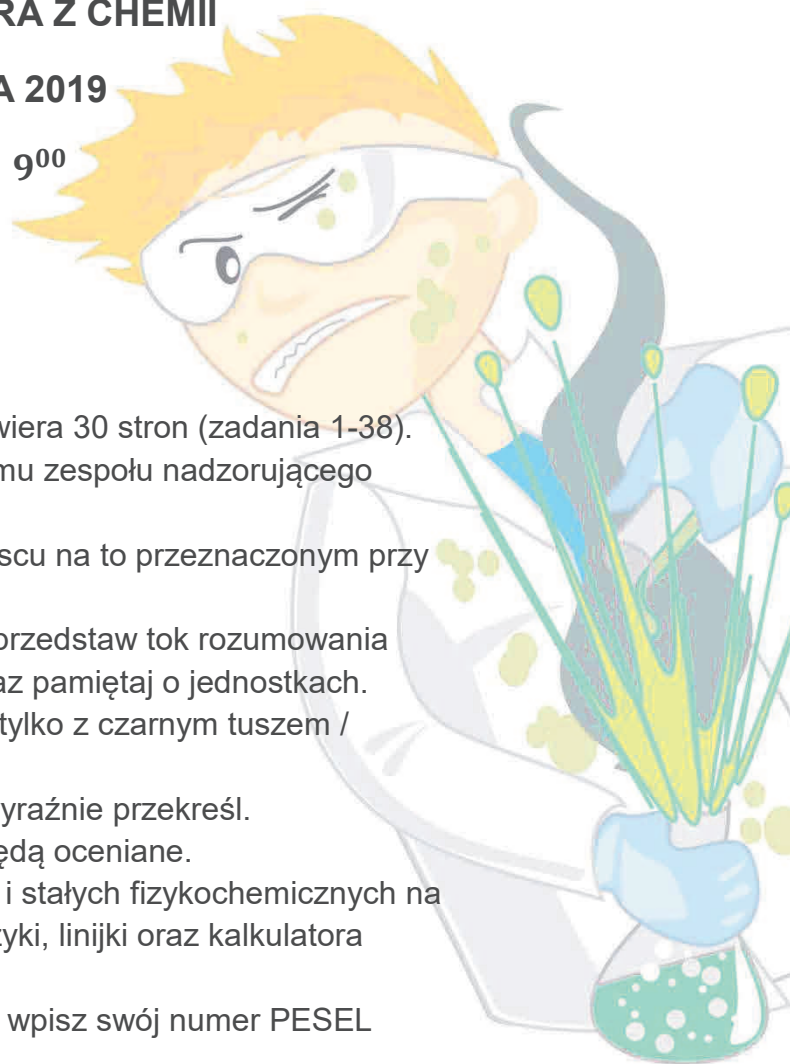 RA Z CHEMII
A 2019
9⁰⁰
wiera 30 stron (zadania 1-38).
mu zespołu nadzorującego
scu na to przeznaczonym przy
przedstaw tok rozumowania
az pamiętaj o jednostkach.
tylko z czarnym tuszem /
yraźnie przekreśl.
ędą oceniane.
i stałych fizykochemicznych na
yki, linijki oraz kalkulatora
wpisz swój numer PESEL